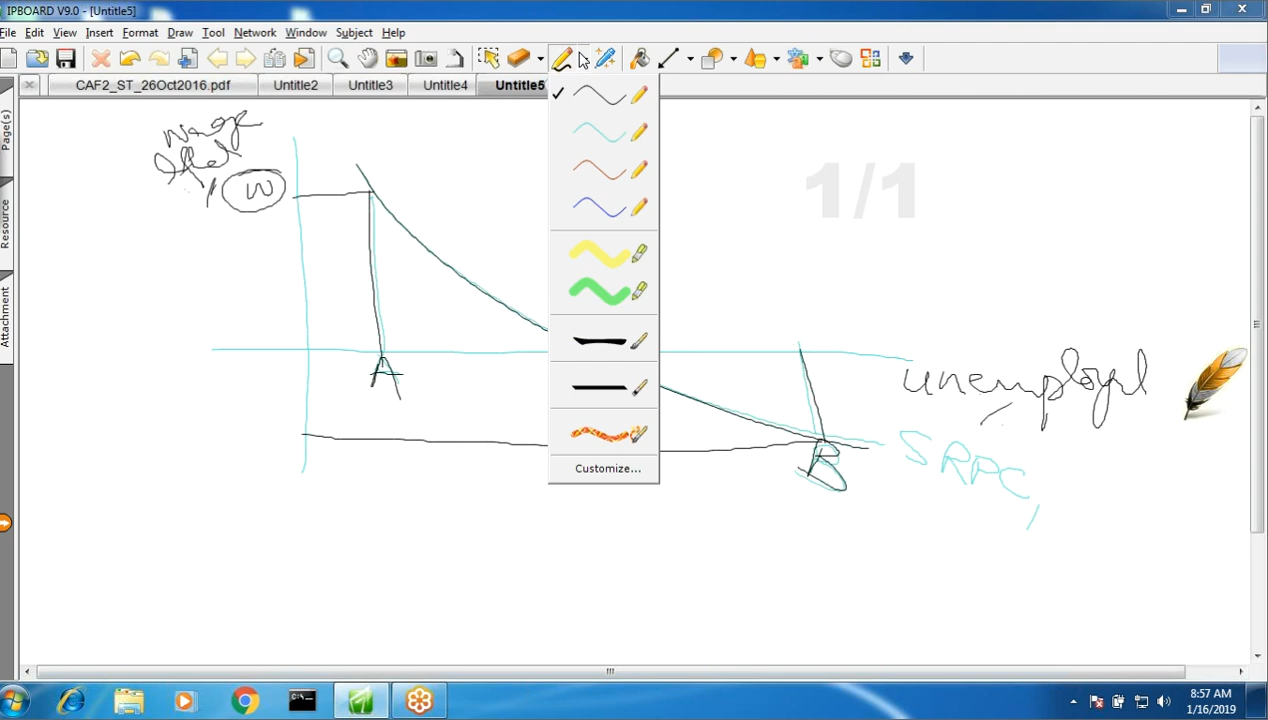 IPBOARD V9.0 - [Untitle5]
File Edit View Insert Format Draw Tool Network Window Subject Help
CAF2_ST_26Oct2016.pdf Untitle2 Untitle3 Untitle4 Untitle5
Page(s)
Resource
Attachment
1/1
Wage
W
A
B
SRPC,
Customize...
8:57 AM
1/16/2019